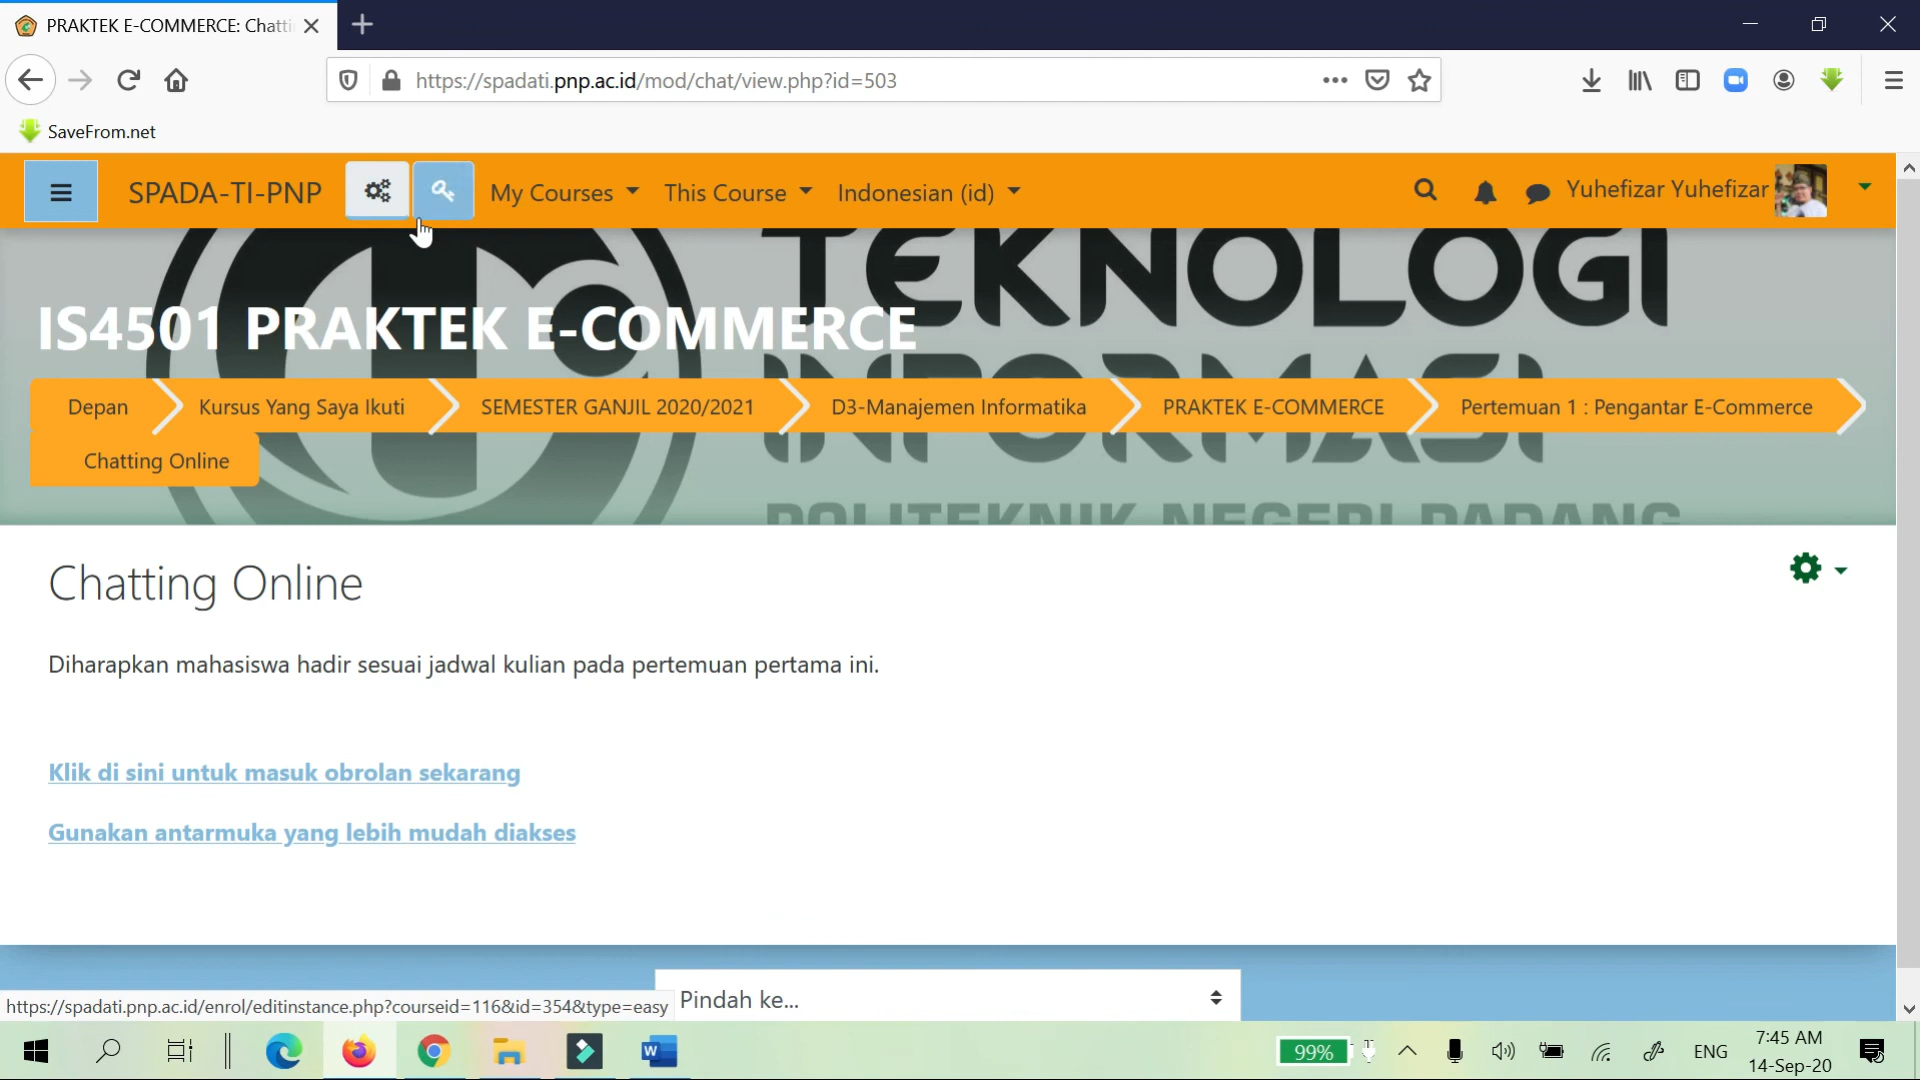 PRAKTEK E-COMMERCE: Chatti
https://spadati.pnp.ac.id/mod/chat/view.php?id=503
SaveFrom.net
SPADA-TI-PNP
My Courses
This Course
Indonesian (id)
Yuhefizar Yuhefizar
TEKNOLOGI
IS4501 PRAKTEK E-COMMERCE
INFORMASI
Depan
Kursus Yang Saya Ikuti
SEMESTER GANJIL 2020/2021
D3-Manajemen Informatika
PRAKTEK E-COMMERCE
Pertemuan 1 : Pengantar E-Commerce
Chatting Online
POLITEKNIK NEGERI PADANG
Chatting Online
Diharapkan mahasiswa hadir sesuai jadwal kulian pada pertemuan pertama ini.
Klik di sini untuk masuk obrolan sekarang
Gunakan antarmuka yang lebih mudah diakses
Pindah ke...
https://spadati.pnp.ac.id/enrol/editinstance.php?courseid=116&id=354&type=easy
99%
ENG
7:45 AM
14-Sep-20